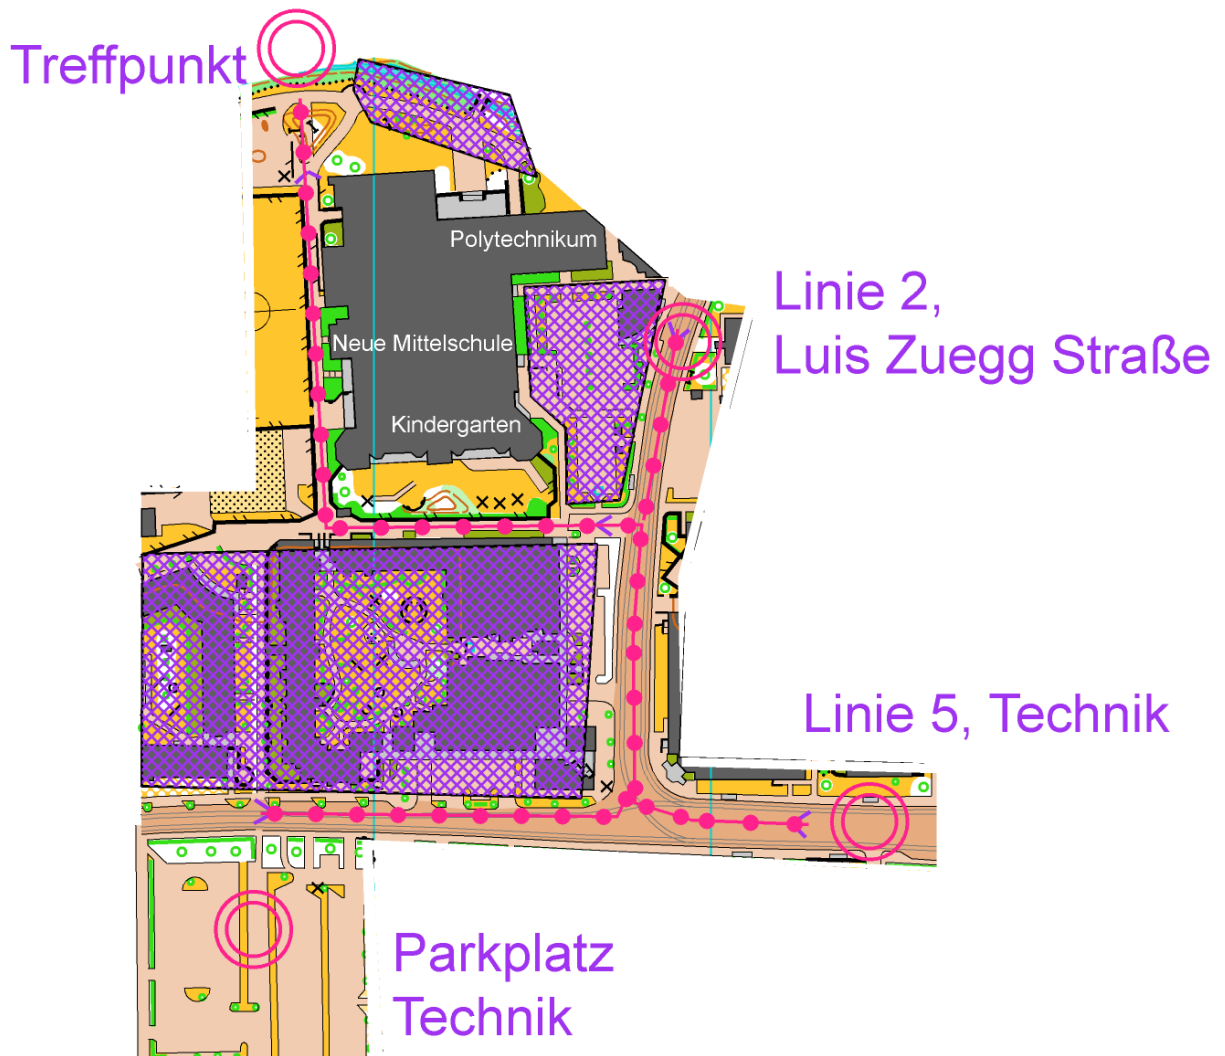 Treffpunkt
Polytechnikum
Linie 2,
Luis Zuegg Straße
Neue Mittelschule
Kindergarten
Linie 5, Technik
Parkplatz
Technik